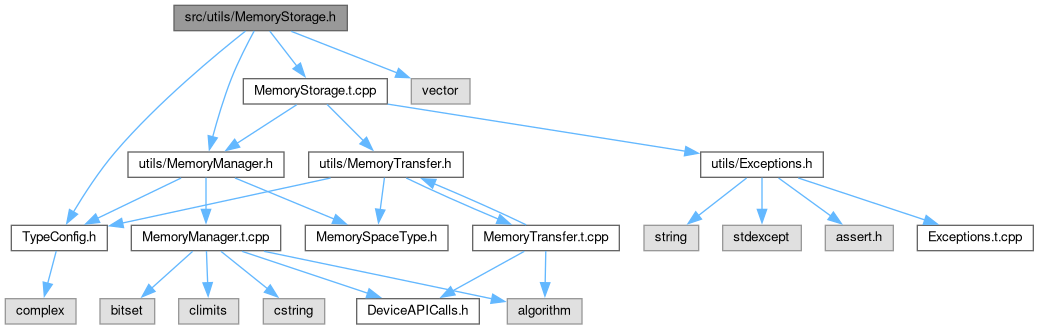 src/utils/MemoryStorage.h
MemoryStorage.t.cpp
vector
utils/MemoryManager.h
utils/MemoryTransfer.h
utils/Exceptions.h
TypeConfig.h
MemoryManager.t.cpp
MemorySpaceType.h
MemoryTransfer.t.cpp
string
stdexcept
assert.h
Exceptions.t.cpp
complex
bitset
climits
cstring
DeviceAPICalls.h
algorithm